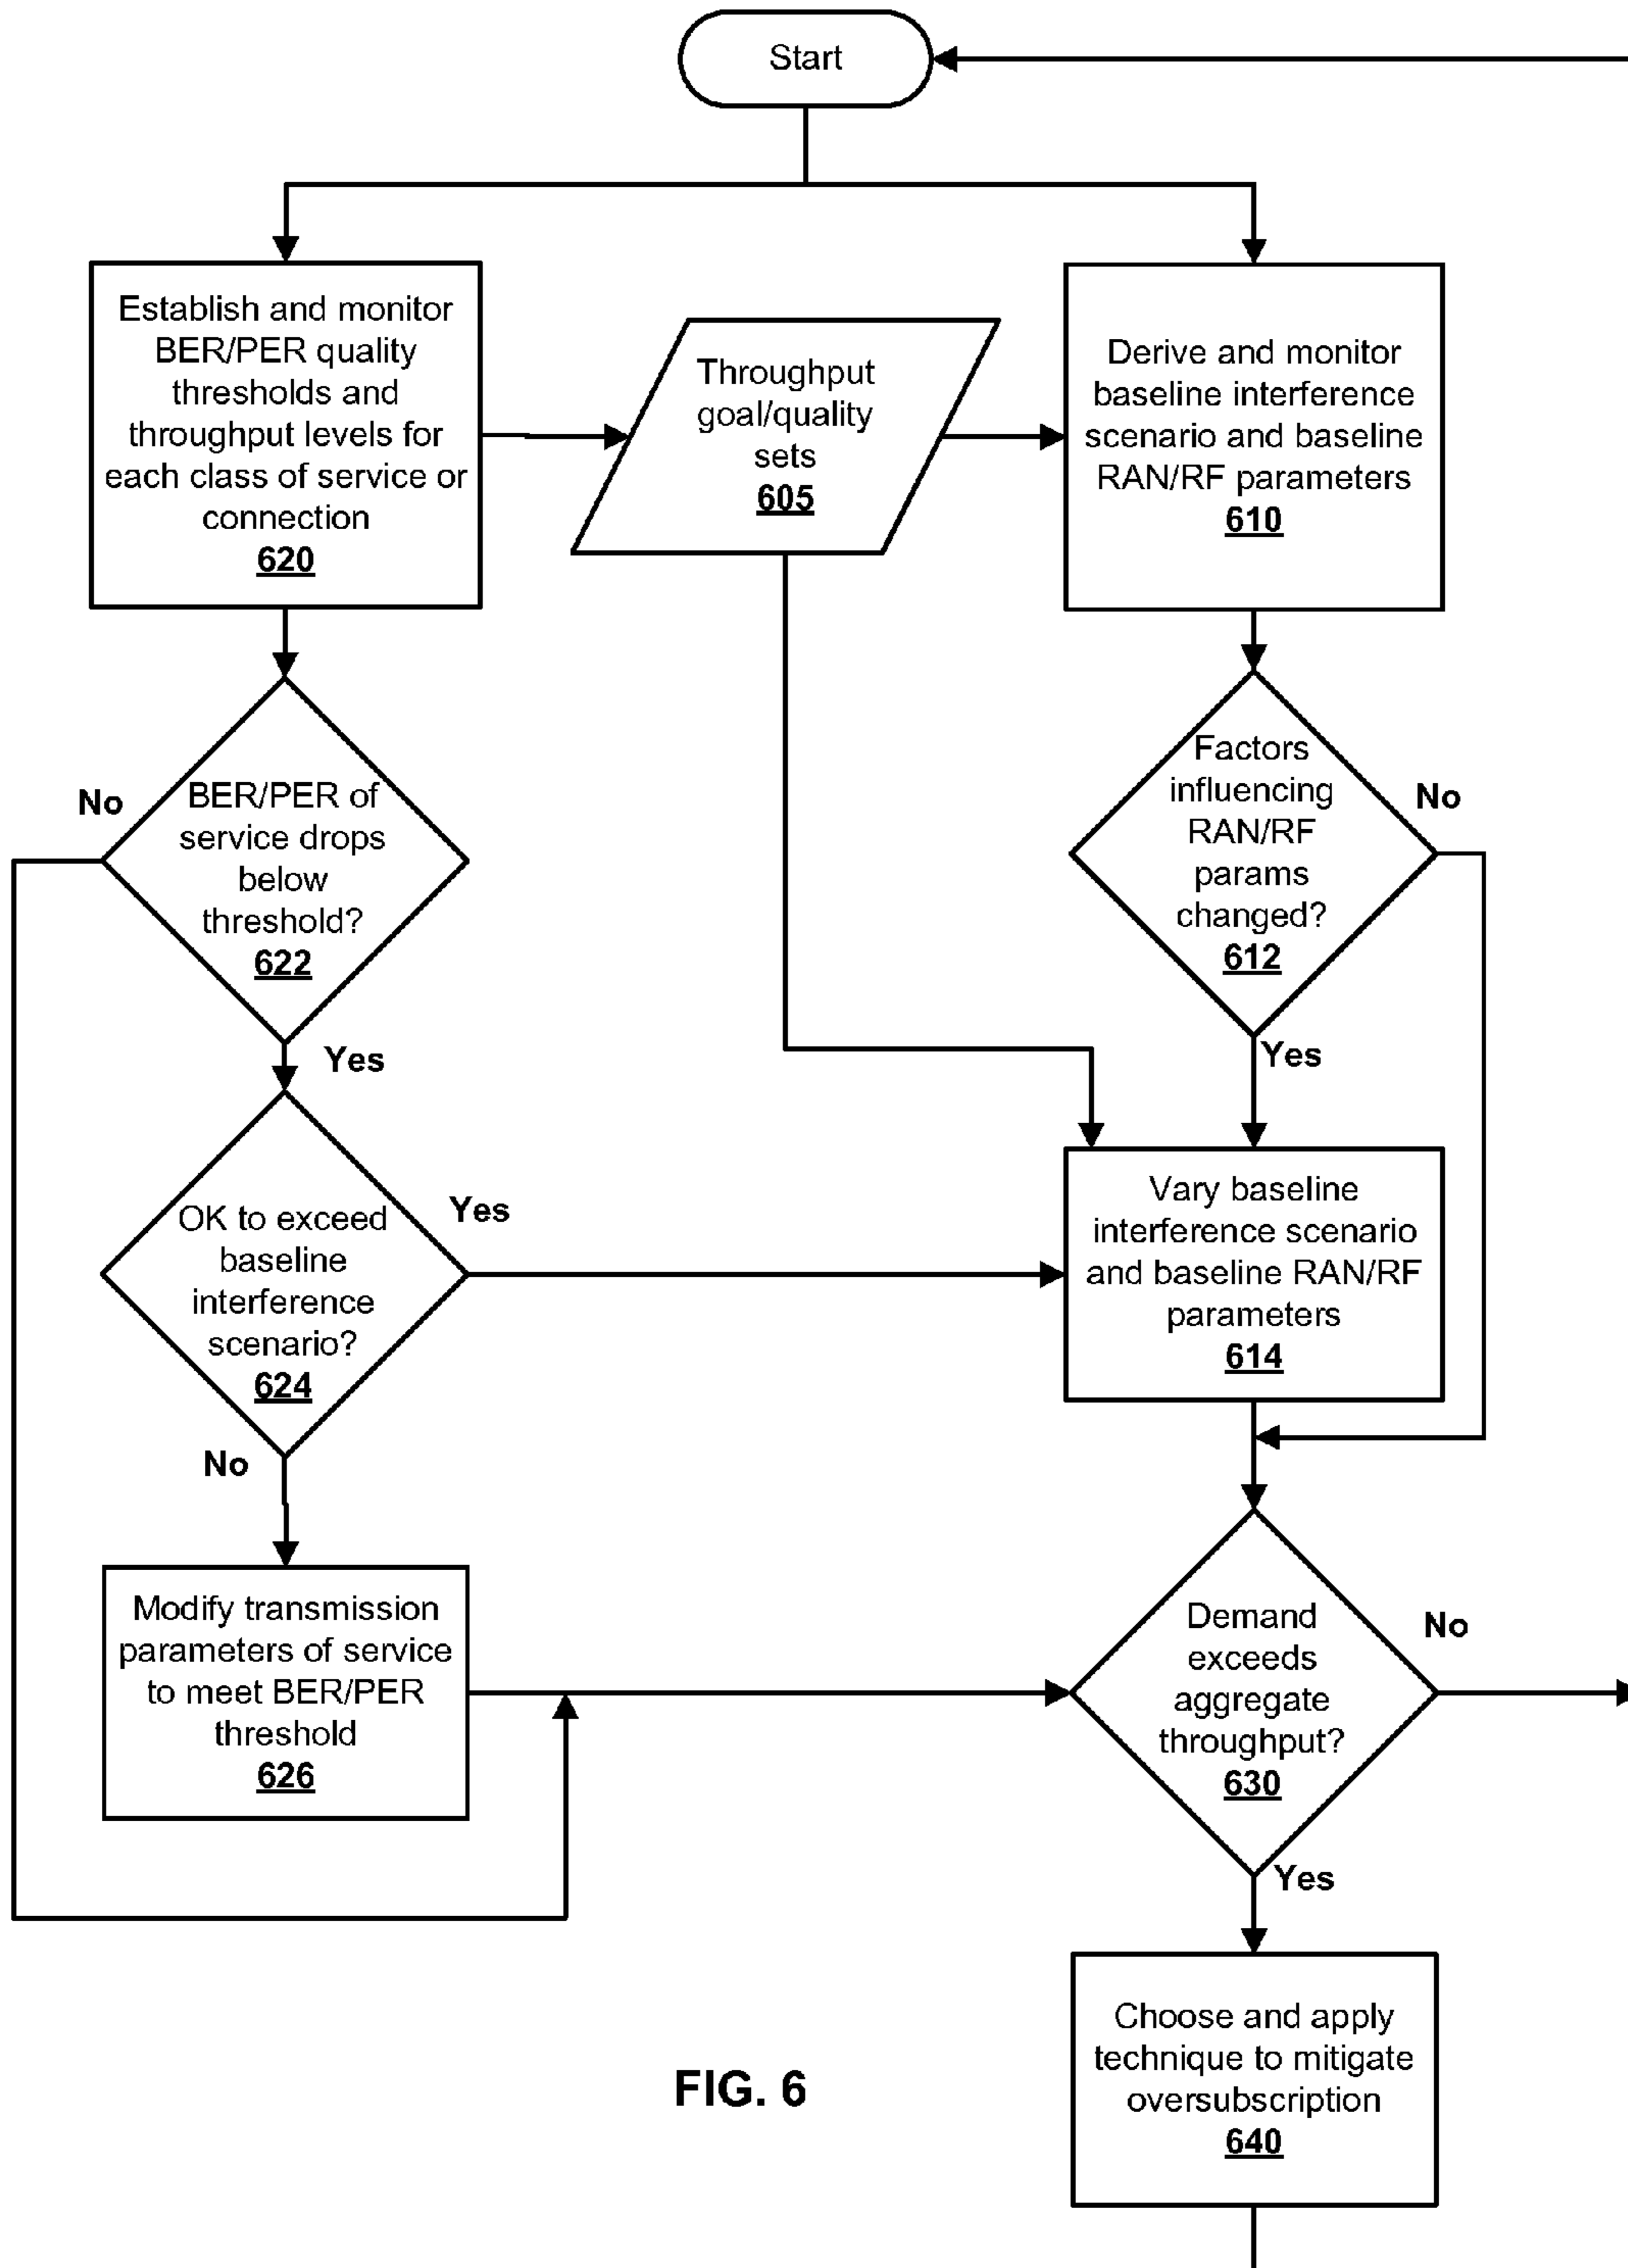 Start
Establish and monitor
BER/PER quality
thresholds and
throughput levels for
each class of service or
connection
620
Throughput
goal/quality
sets
605
Derive and monitor
baseline interference
scenario and baseline
RAN/RF parameters
610
No
BER/PER of
service drops
below
threshold?
622
Yes
Factors
influencing
RAN/RF
params
changed?
612
No
Yes
OK to exceed
baseline
interference
scenario?
624
Yes
No
Vary baseline
interference scenario
and baseline RAN/RF
parameters
614
Modify transmission
parameters of service
to meet BER/PER
threshold
626
Demand
exceeds
aggregate
throughput?
630
No
Yes
Choose and apply
technique to mitigate
oversubscription
640
FIG. 6